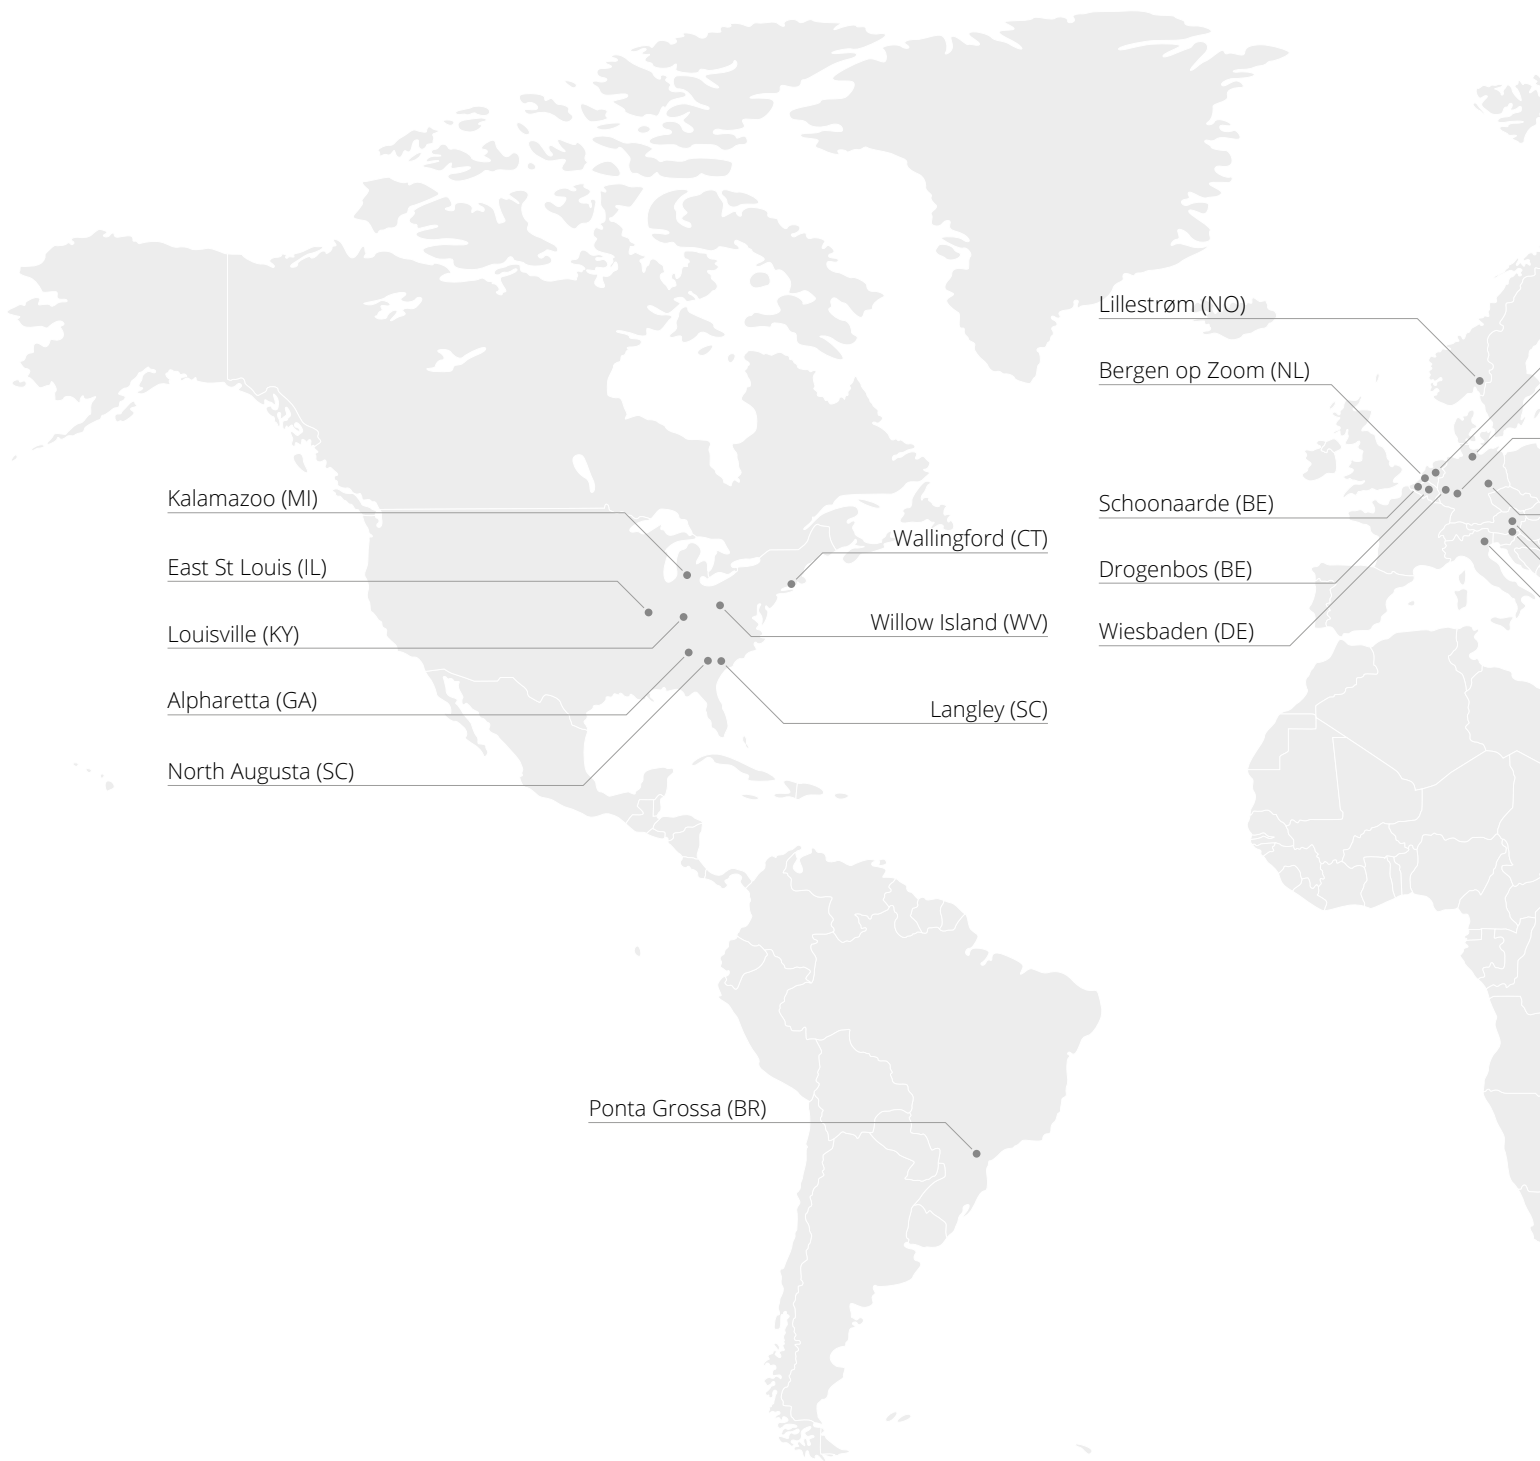 Lillestrøm (NO)
Bergen op Zoom (NL)
Kalamazoo (MI)
Schoonaarde (BE)
Wallingford (CT)
East St Louis (IL)
Drogenbos (BE)
Willow Island (WV)
Louisville (KY)
Wiesbaden (DE)
Alpharetta (GA)
Langley (SC)
North Augusta (SC)
Ponta Grossa (BR)